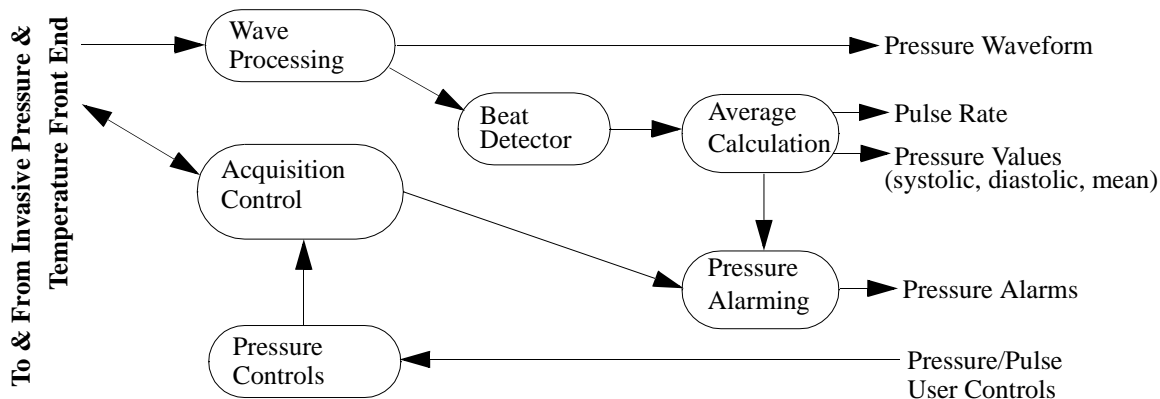 To & From Invasive Pressure &
Temperature Front End
Wave
Processing
Pressure Waveform
Beat
Detector
Average
Calculation
Pulse Rate
Pressure Values
(systolic, diastolic, mean)
Acquisition
Control
Pressure
Alarming
Pressure Alarms
Pressure
Controls
Pressure/Pulse
User Controls